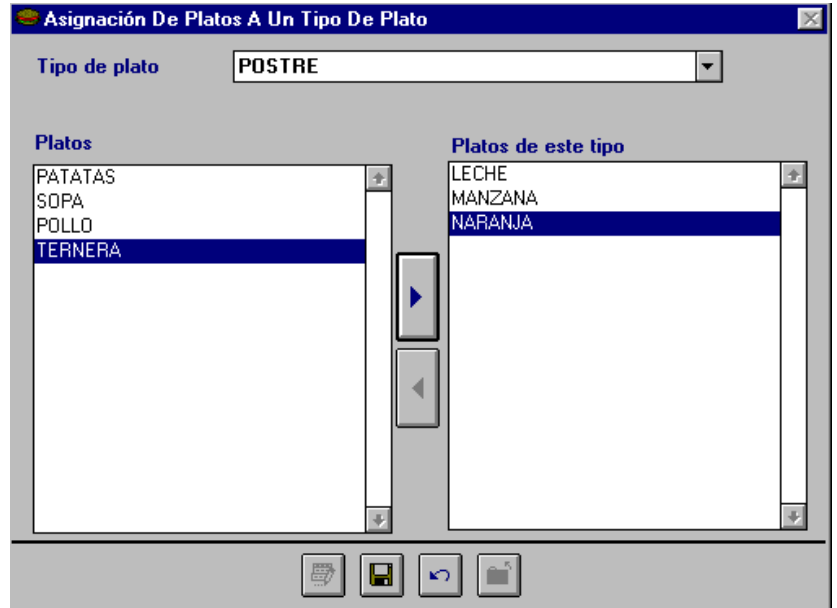 Asignación De Platos A Un Tipo De Plato
Tipo de plato
POSTRE
Platos
PATATAS
SOPA
POLLO
TERNERA
Platos de este tipo
LECHE
MANZANA
NARANJA